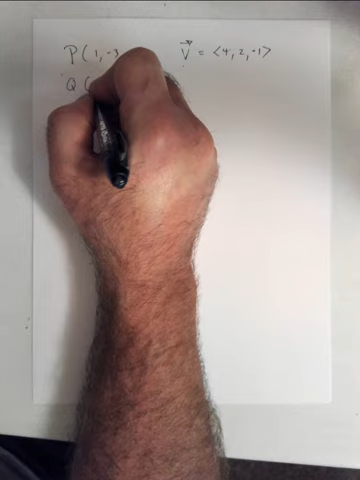 P(1,-3 V⃗ = <4,2,-1>
Q(